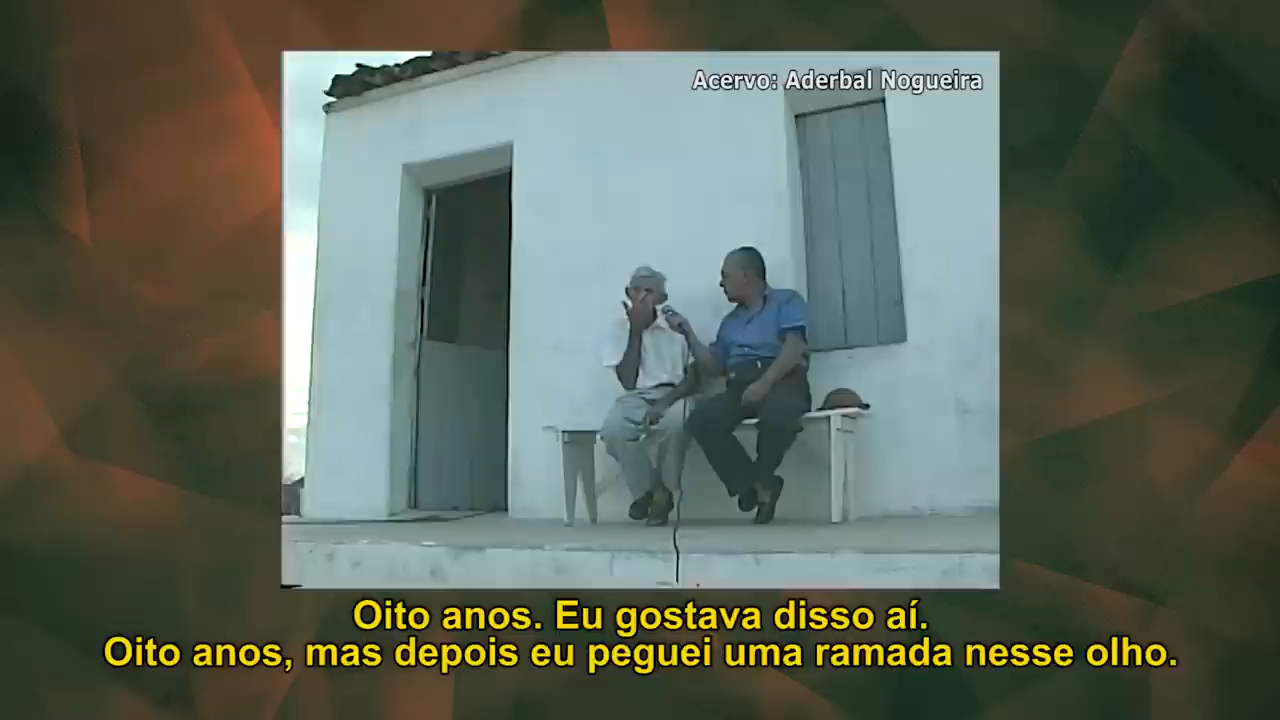 Acervo: Aderbal Nogueira
Oito anos. Eu gostava disso aí.
Oito anos, mas depois eu peguei uma ramada nesse olho.